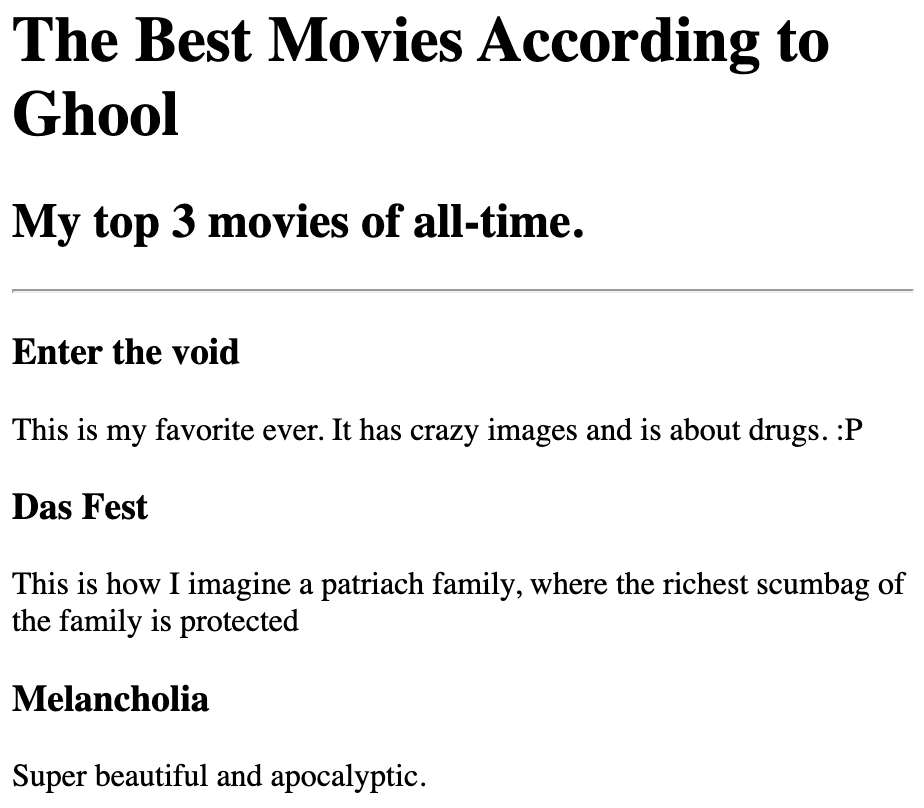 The Best Movies According to
Ghool
My top 3 movies of all-time.
Enter the void
This is my favorite ever. It has crazy images and is about drugs. :P
Das Fest
This is how I imagine a patriach family, where the richest scumbag of
the family is protected
Melancholia
Super beautiful and apocalyptic.